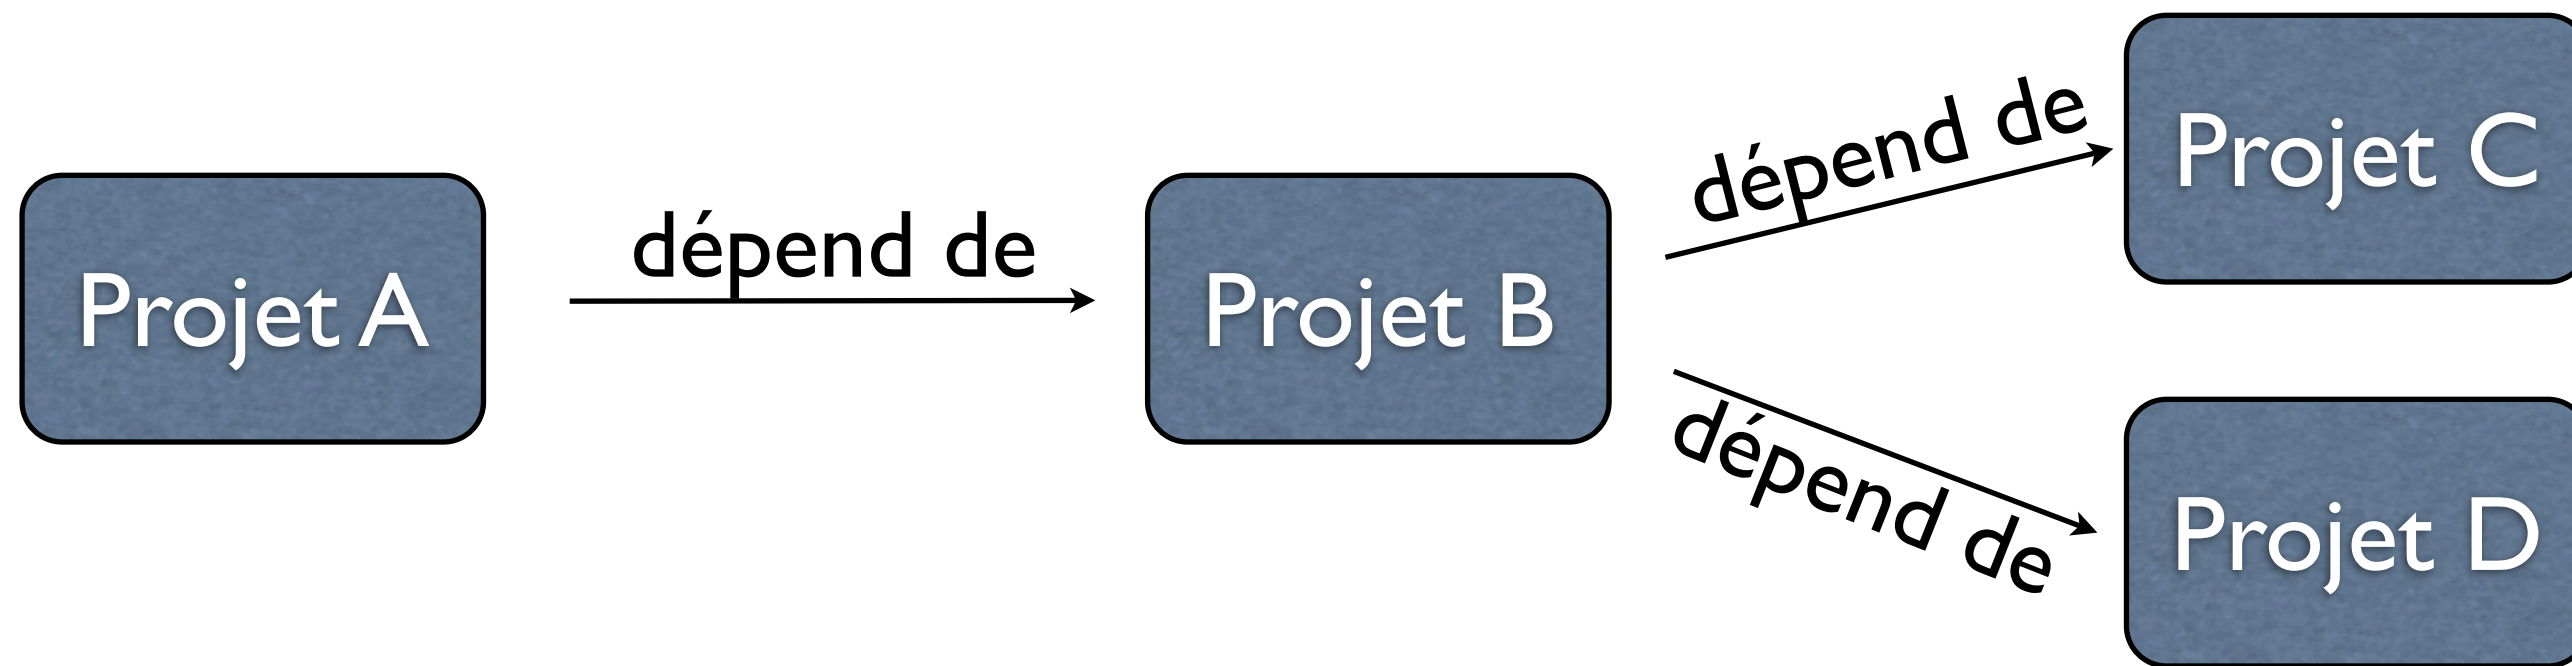 Projet A
dépend de
Projet B
dépend de
Projet C
dépend de
Projet D